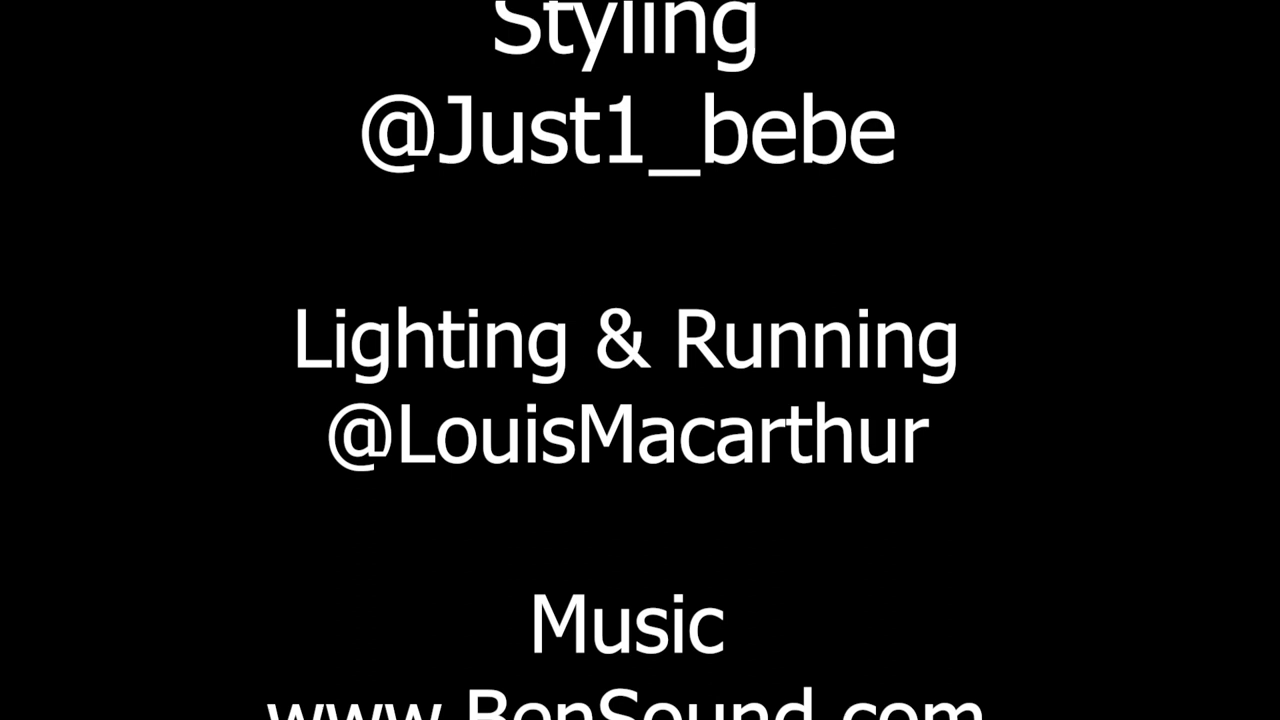 Styling
@Just1_bebe
Lighting & Running
@LouisMacarthur
Music
www.BenSound.com